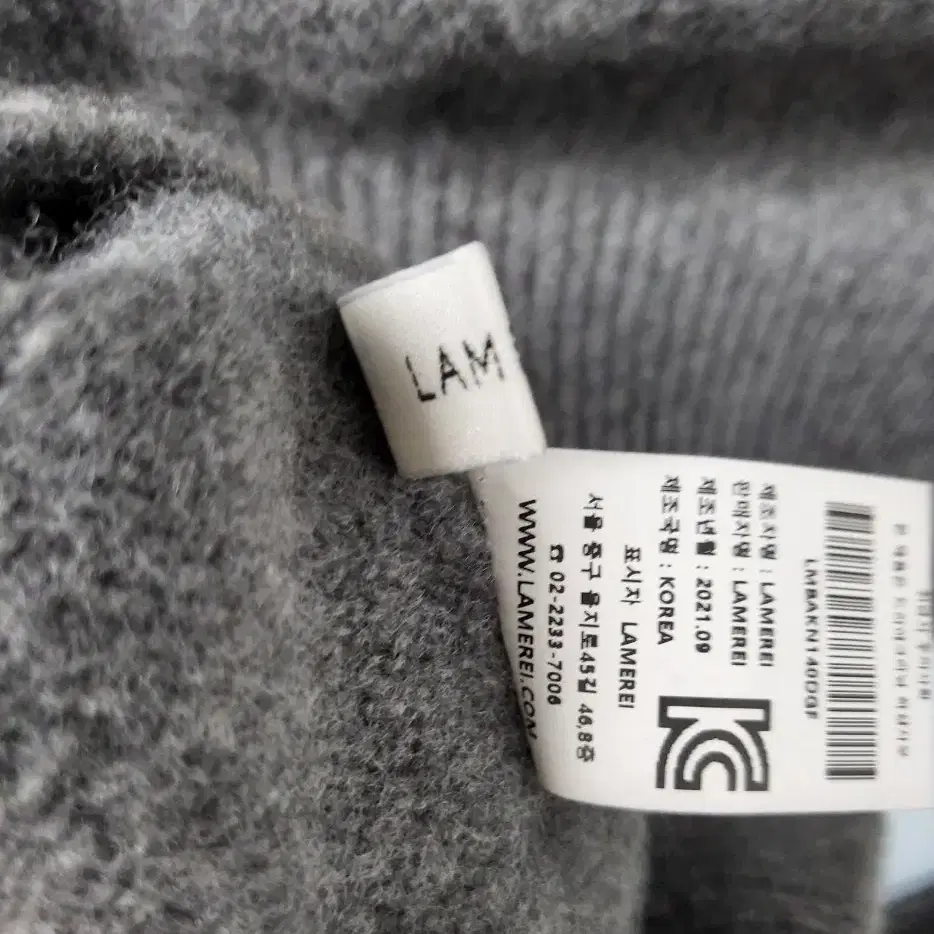 LAM
LMBAKN140DGF
제조자명 : LAMEREI
판매자명 : LAMEREI
제조년월 : 2021.09
제조국명 : KOREA
표시자 LAMEREI
서울 중구 을지로45길 46,8층
☎ 02-2233-7006
WWW.LAMEREI.COM